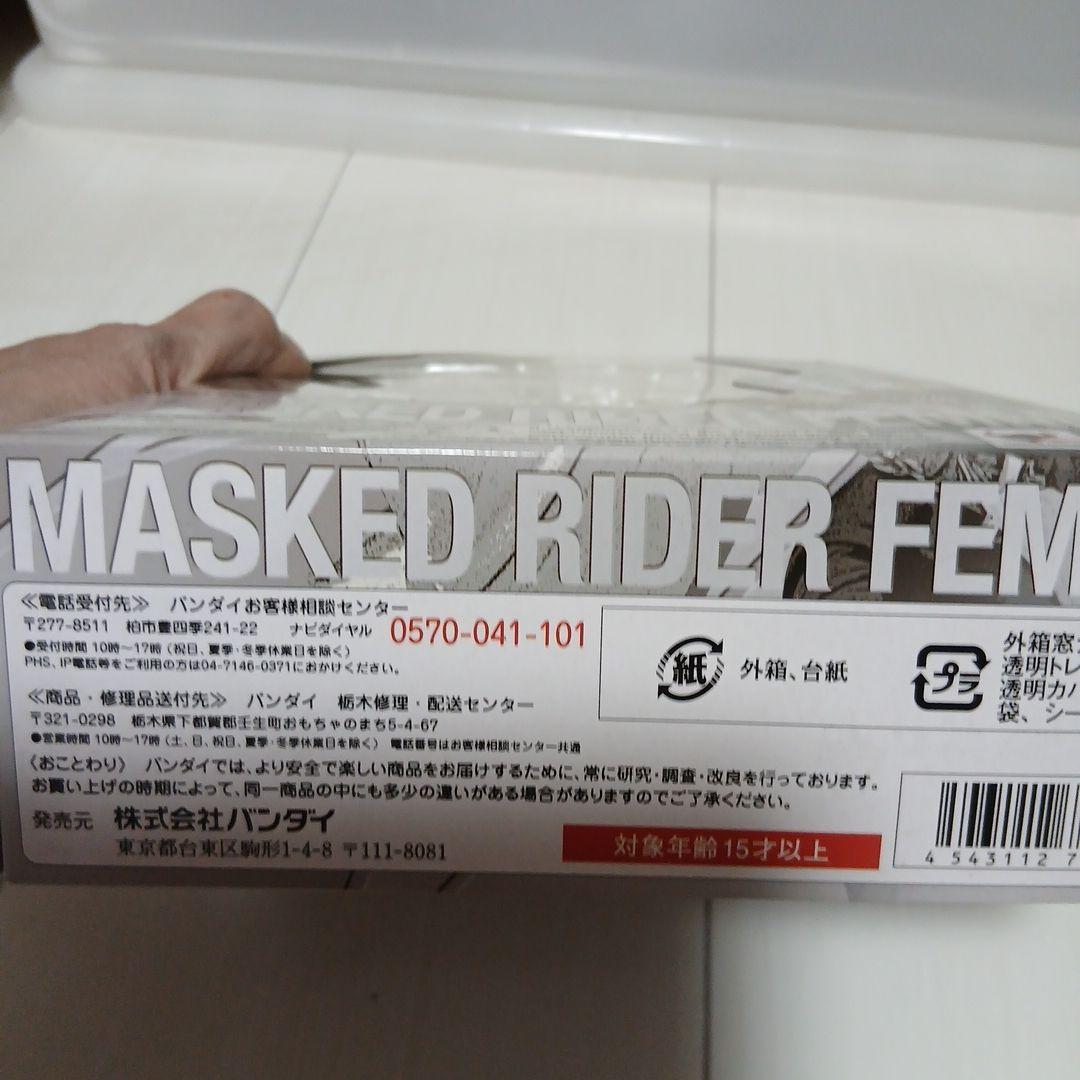 MASKED RIDER FEM
≪電話受付先≫ バンダイお客様相談センター
〒277-8511 柏市豊四季241-22 ナビダイヤル 0570-041-101
●受付時間 10時～17時（祝日、夏季・冬季休業日を除く）
PHS、IP電話等をご利用の方は04-7146-0371におかけください。
≪商品・修理品送付先≫ バンダイ 栃木修理・配送センター
〒321-0298 栃木県下都賀郡壬生町おもちゃのまち5-4-67
●営業時間 10時～17時（土、日、祝日、夏季・冬季休業日を除く） 電話番号はお客様相談センター共通
〈おことわり〉 バンダイでは、より安全で楽しい商品をお届けするために、常に研究・調査・改良を行っております。
お買い上げの時期によって、同一商品の中にも多少の違いがある場合がありますのでご了承ください。
発売元 株式会社バンダイ
東京都台東区駒形1-4-8 〒111-8081
対象年齢15才以上
紙 外箱、台紙
プラ
外箱窓
透明トレ
透明カバ
袋、シー
4 543112 7